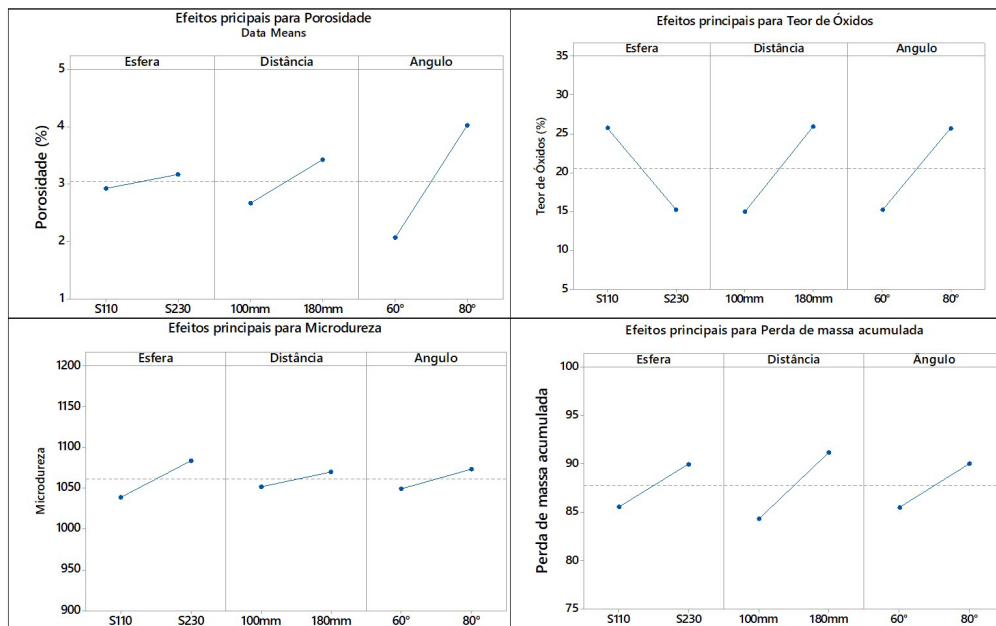 Efeitos pricipais para Porosidade
Data Means
Esfera Distância Angulo
Porosidade (%)
5
4
3
2
1
S110 S230 100mm 180mm 60° 80°
Efeitos principais para Teor de Óxidos
Esfera Distância Angulo
Teor de Óxidos (%)
35
30
25
20
15
10
5
S110 S230 100mm 180mm 60° 80°
Efeitos principais para Microdureza
Esfera Distância Angulo
Microdureza
1200
1150
1100
1050
1000
950
900
S110 S230 100mm 180mm 60° 80°
Efeitos principais para Perda de massa acumulada
Esfera Distância Ângulo
Perda de massa acumulada
100
95
90
85
80
75
S110 S230 100mm 180mm 60° 80°